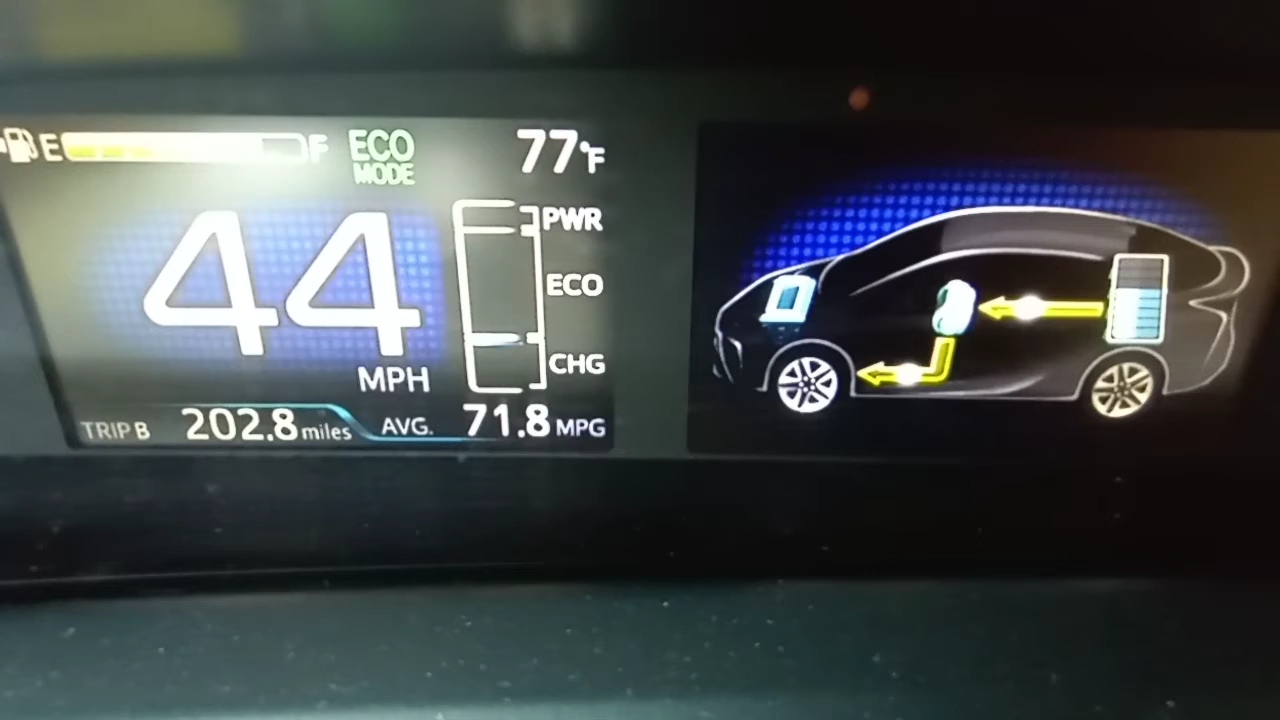 E F ECO MODE 77°F
44 MPH
PWR
ECO
CHG
TRIP B 202.8 miles AVG. 71.8 MPG